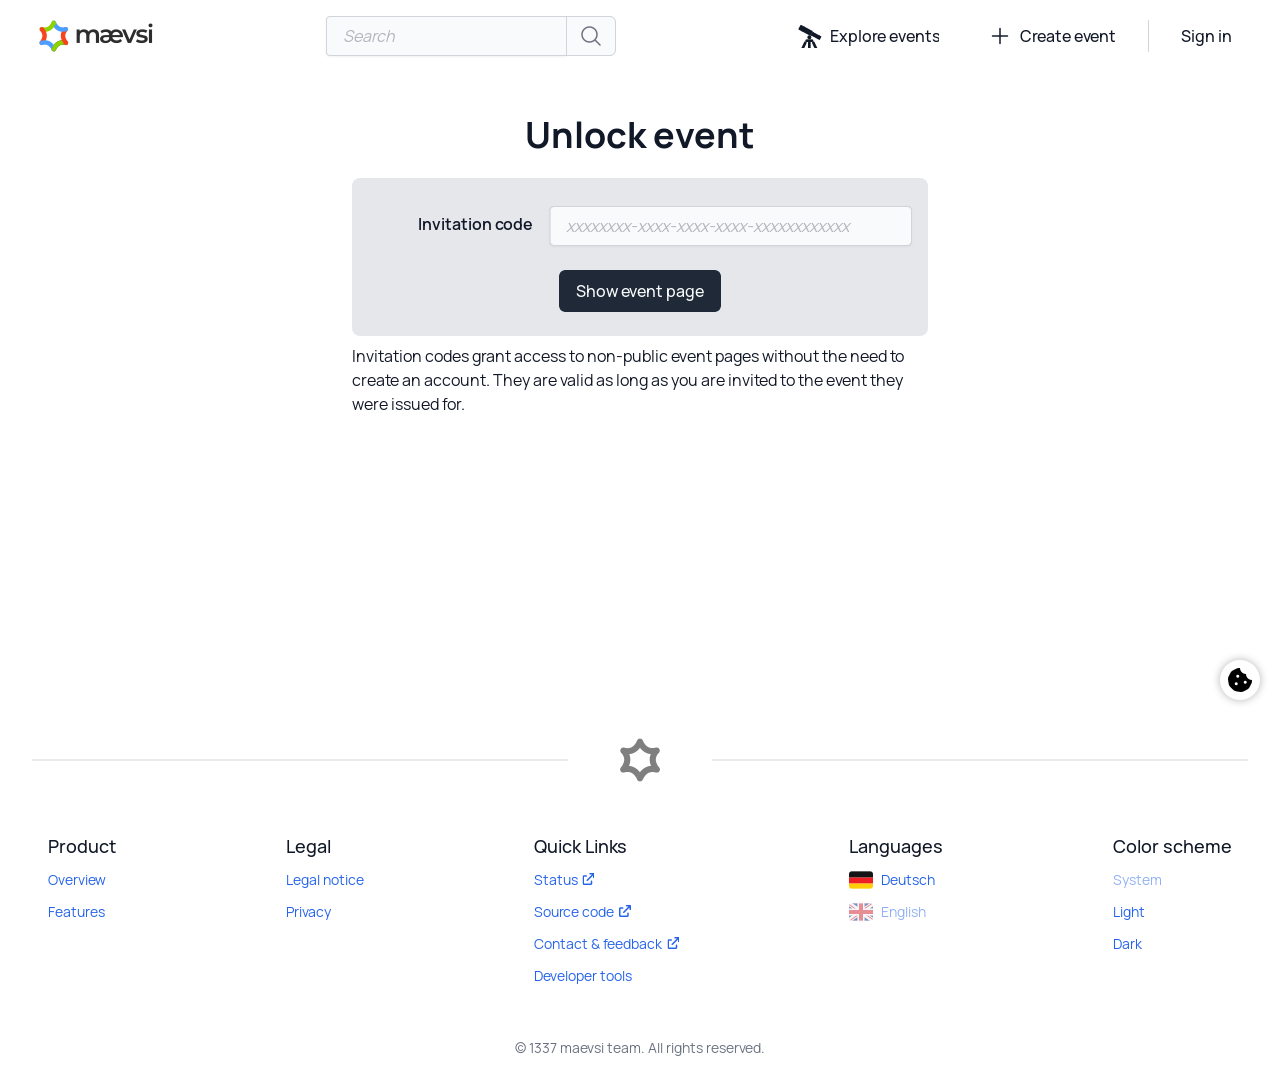 mævsi
Search
Explore events
Create event
Sign in
Unlock event
Invitation code
xxxxxxxx-xxxx-xxxx-xxxx-xxxxxxxxxxxx
Show event page
Invitation codes grant access to non-public event pages without the need to
create an account. They are valid as long as you are invited to the event they
were issued for.
Product
Overview
Features
Legal
Legal notice
Privacy
Quick Links
Status
Source code
Contact & feedback
Developer tools
Languages
Deutsch
English
Color scheme
System
Light
Dark
© 1337 maevsi team. All rights reserved.